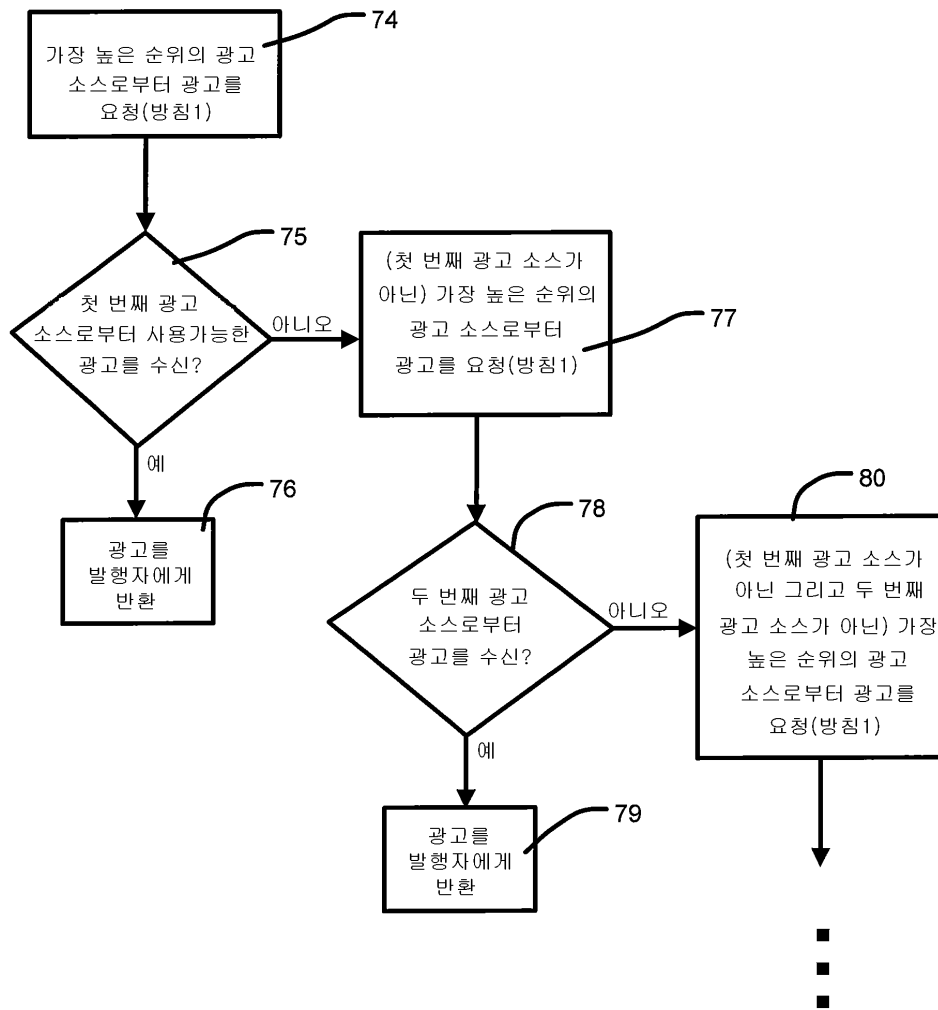 74
가장 높은 순위의 광고
소스로부터 광고를
요청(방침1)
75
첫 번째 광고
소스로부터 사용가능한
광고를 수신?
아니오
예
76
광고를
발행자에게
반환
(첫 번째 광고 소스가
아닌) 가장 높은 순위의
광고 소스로부터
광고를 요청(방침1)
77
78
두 번째 광고
소스로부터
광고를 수신?
아니오
예
79
광고를
발행자에게
반환
80
(첫 번째 광고 소스가
아닌 그리고 두 번째
광고 소스가 아닌) 가장
높은 순위의 광고
소스로부터 광고를
요청(방침1)